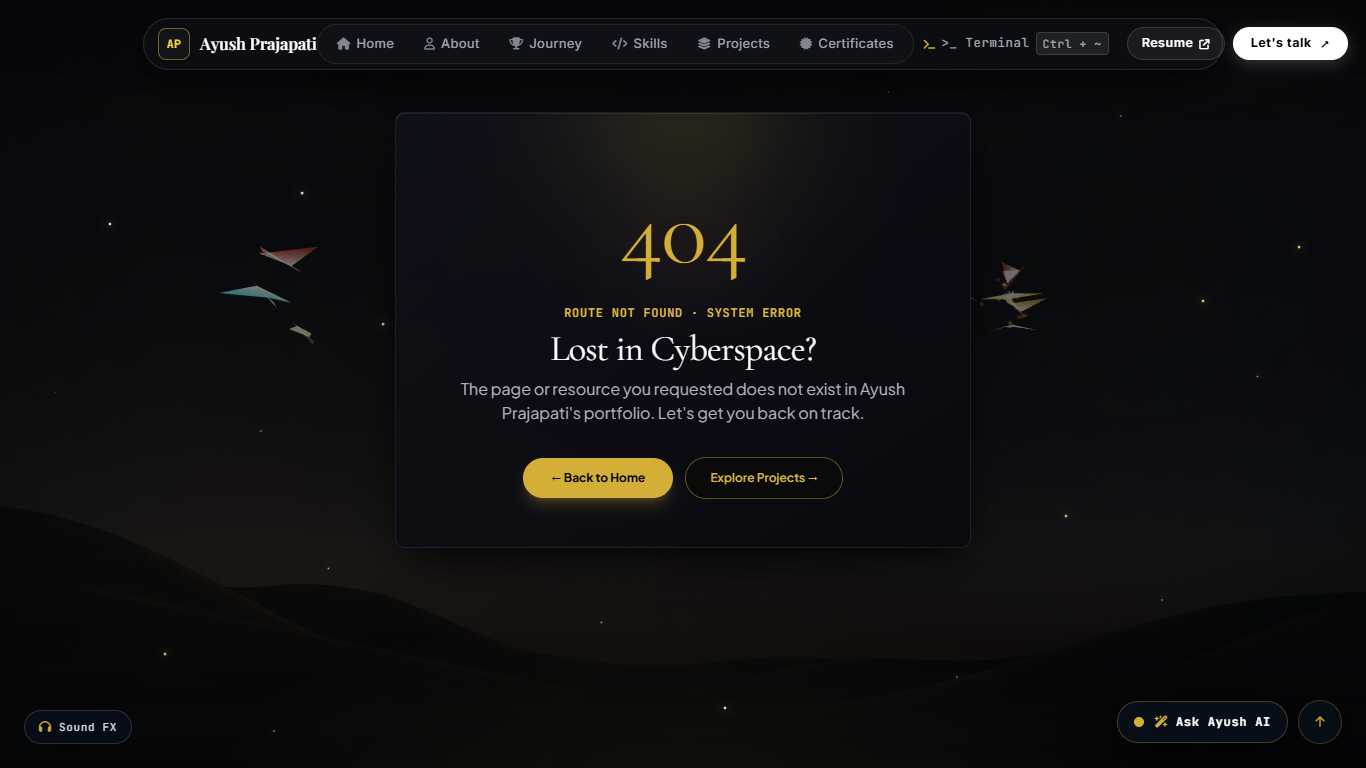 AP Ayush Prajapati Home About Journey Skills Projects Certificates >_ Terminal Ctrl + ~ Resume Let's talk ↗
404
ROUTE NOT FOUND · SYSTEM ERROR
Lost in Cyberspace?
The page or resource you requested does not exist in Ayush
Prajapati's portfolio. Let's get you back on track.
← Back to Home Explore Projects →
Sound FX Ask Ayush AI